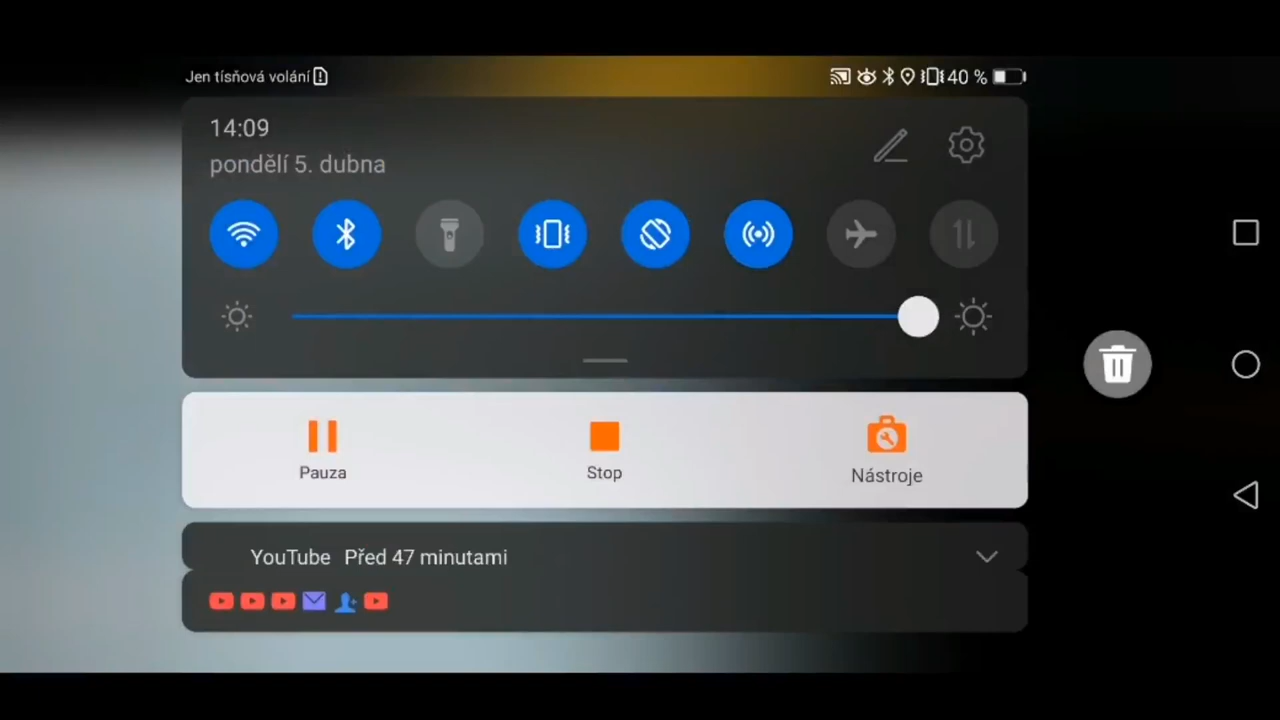 Jen tísňová volání
40 %
14:09
pondělí 5. dubna
Pauza
Stop
Nástroje
YouTube Před 47 minutami